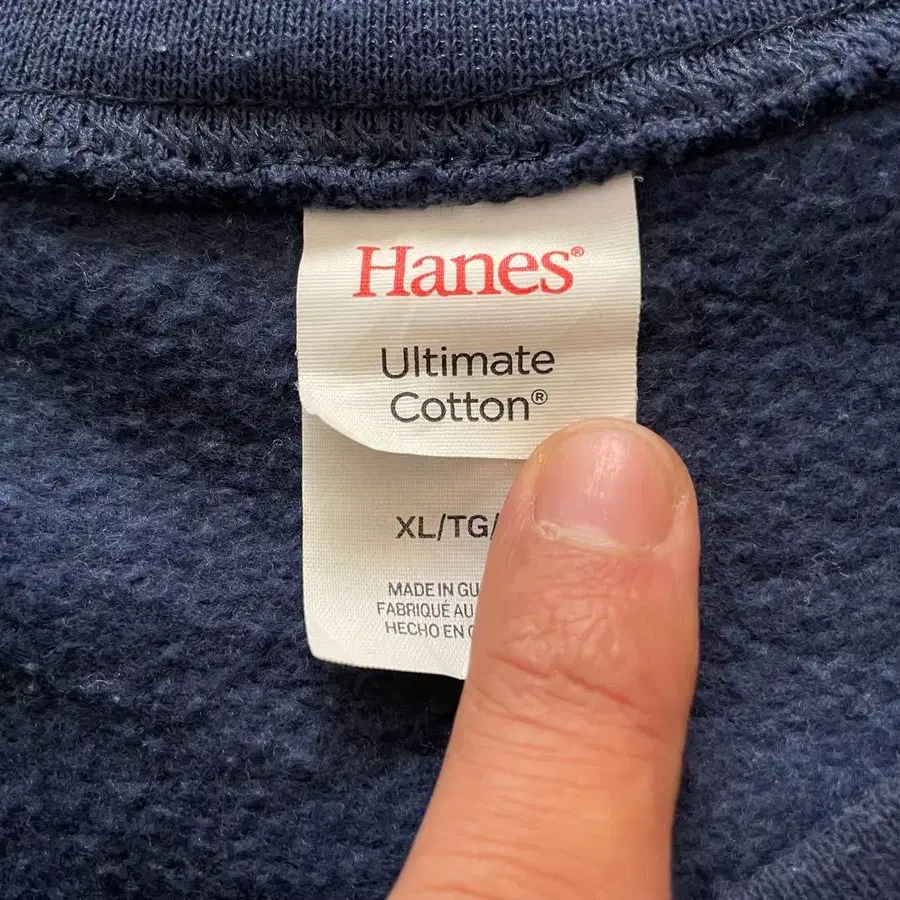 Hanes®
Ultimate
Cotton®
XL/TG/
MADE IN GU
FABRIQUÉ AU
HECHO EN